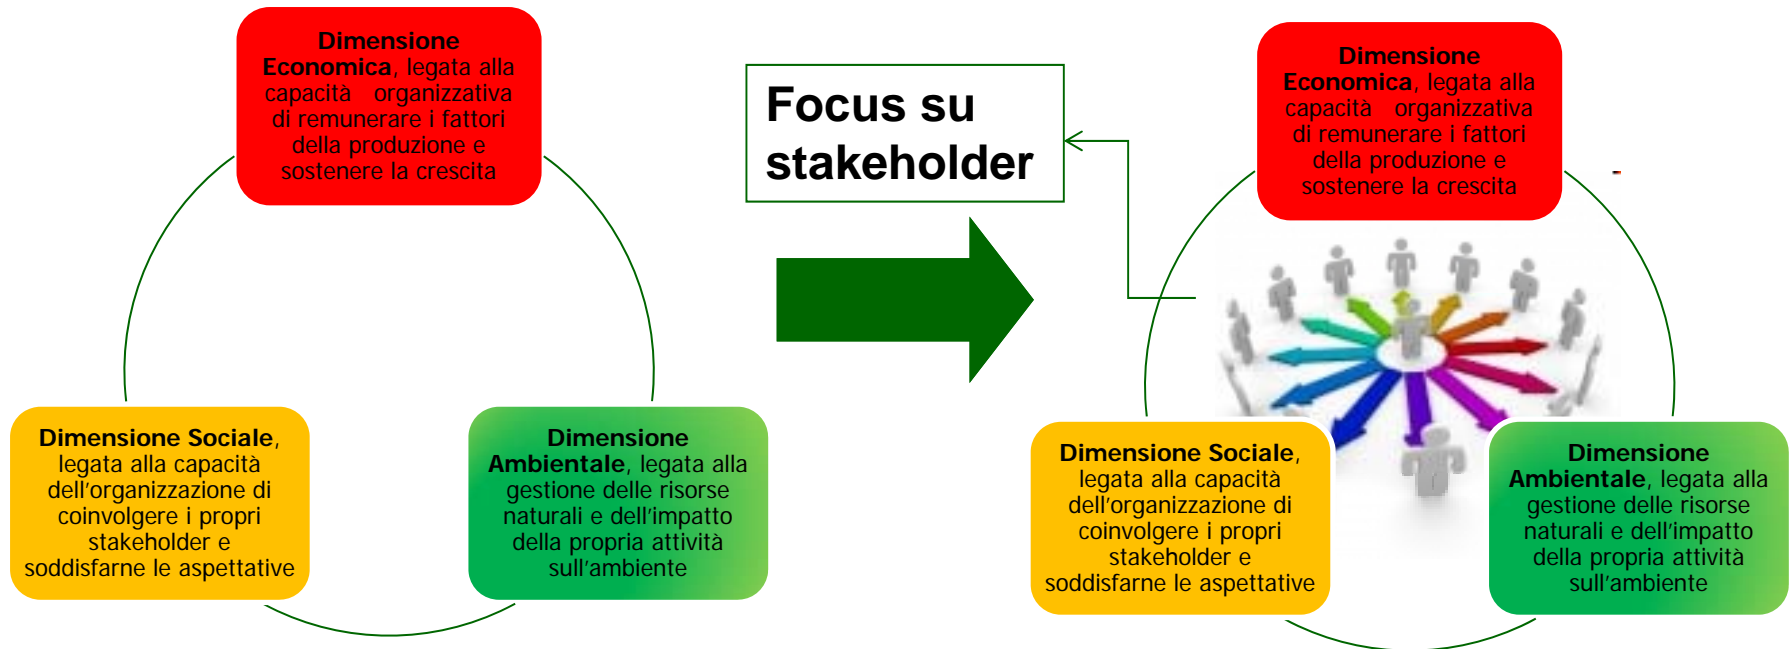 Dimensione
Economica, legata alla
capacità organizzativa
di remunerare i fattori
della produzione e
sostenere la crescita
Dimensione Sociale,
legata alla capacità
dell'organizzazione di
coinvolgere i propri
stakeholder e
soddisfarne le aspettative
Dimensione
Ambientale, legata alla
gestione delle risorse
naturali e dell'impatto
della propria attività
sull'ambiente
Focus su
stakeholder
Dimensione
Economica, legata alla
capacità organizzativa
di remunerare i fattori
della produzione e
sostenere la crescita
Dimensione Sociale,
legata alla capacità
dell'organizzazione di
coinvolgere i propri
stakeholder e
soddisfarne le aspettative
Dimensione
Ambientale, legata alla
gestione delle risorse
naturali e dell'impatto
della propria attività
sull'ambiente